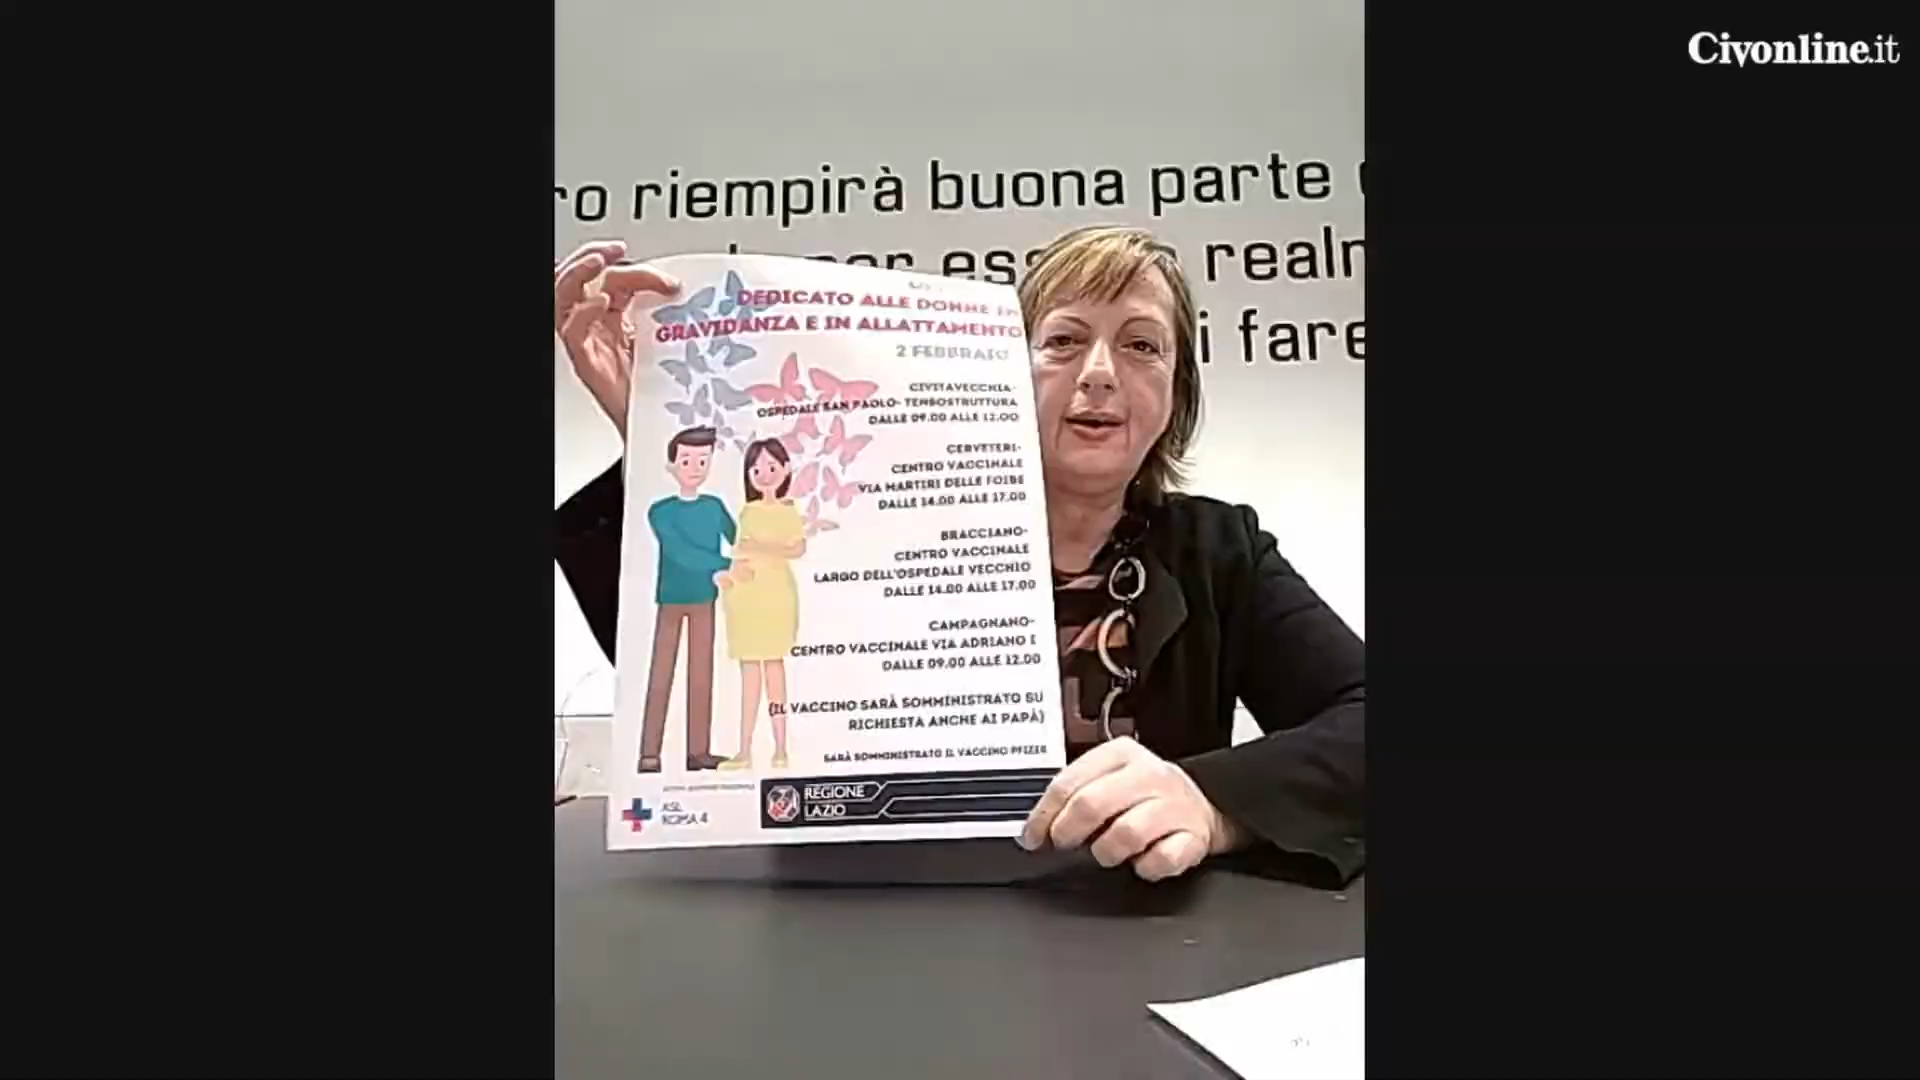 Civonline.it
ro riempirà buona parte
per es realr
i fare
DEDICATO ALLE DONNE IN
GRAVIDANZA E IN ALLATTAMENTO
2 FEBBRAIO
CIVITAVECCHIA-
OSPEDALE SAN PAOLO- TENSOSTRUTTURA
DALLE 09.00 ALLE 12.00
CERVETERI-
CENTRO VACCINALE
VIA MARTIRI DELLE FOIBE
DALLE 14.00 ALLE 17.00
BRACCIANO-
CENTRO VACCINALE
LARGO DELL'OSPEDALE VECCHIO
DALLE 14.00 ALLE 17.00
CAMPAGNANO-
CENTRO VACCINALE VIA ADRIANO I
DALLE 09.00 ALLE 12.00
(IL VACCINO SARÀ SOMMINISTRATO SU
RICHIESTA ANCHE AI PAPÀ)
SARÀ SOMMINISTRATO IL VACCINO PFIZER
ASL
ROMA 4
REGIONE
LAZIO